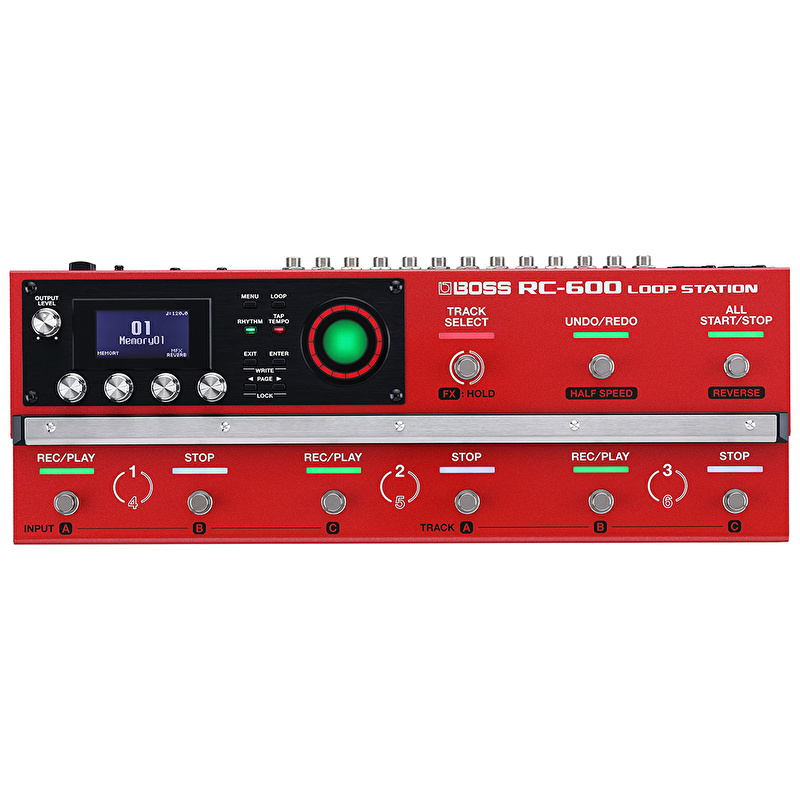 BOSS RC-600 LOOP STATION
OUTPUT
LEVEL
♩=120.0
01
Memory01
MEMORY
MFX
REVERB
MENU LOOP
RHYTHM TAP
TEMPO
EXIT ENTER
WRITE
◀ PAGE ▶
LOCK
TRACK
SELECT
FX : HOLD
UNDO/REDO
HALF SPEED
ALL
START/STOP
REVERSE
REC/PLAY 1 4 STOP REC/PLAY 2 5 STOP REC/PLAY 3 6 STOP
INPUT A B C TRACK A B C